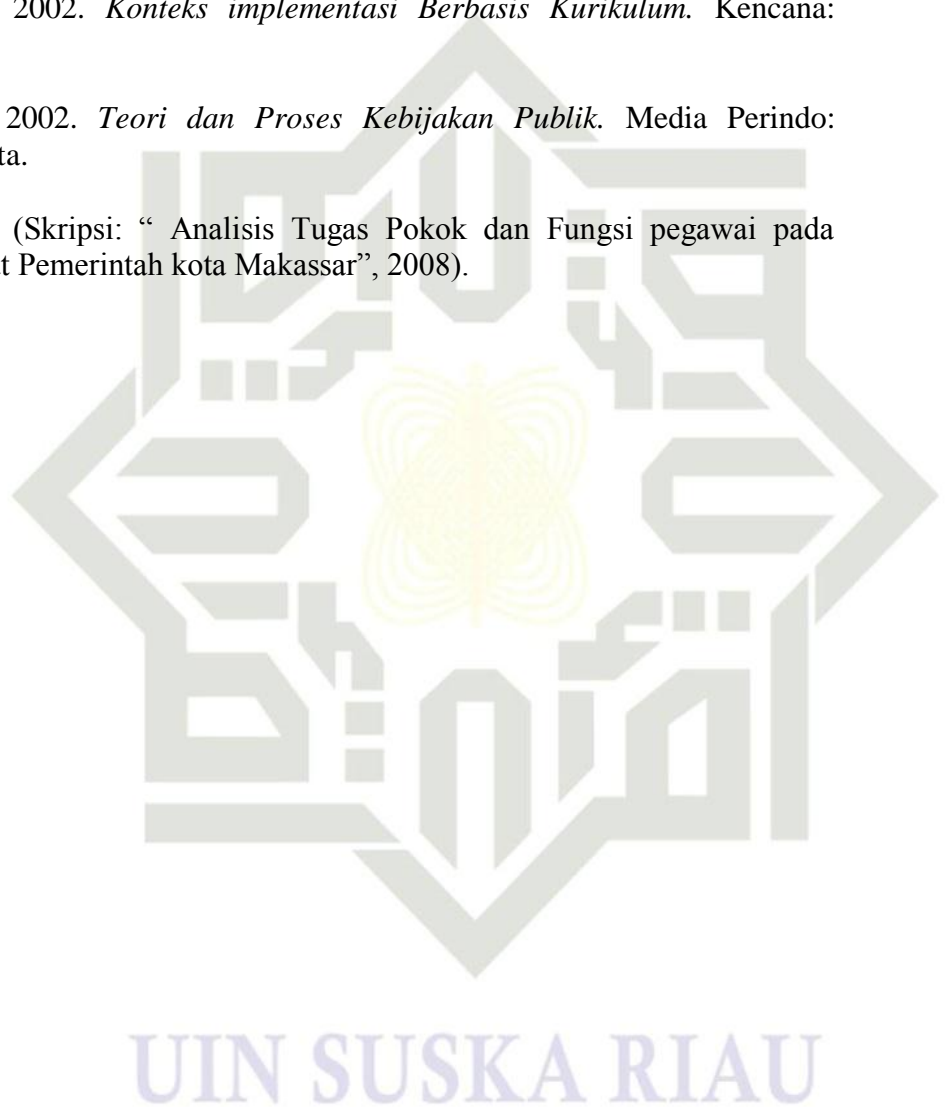 2002. Konteks implementasi Berbasis Kurikulum. Kencana:
2002. Teori dan Proses Kebijakan Publik. Media Perindo:
ta.
(Skripsi: “ Analisis Tugas Pokok dan Fungsi pegawai pada
t Pemerintah kota Makassar”, 2008).
UIN SUSKA RIAU